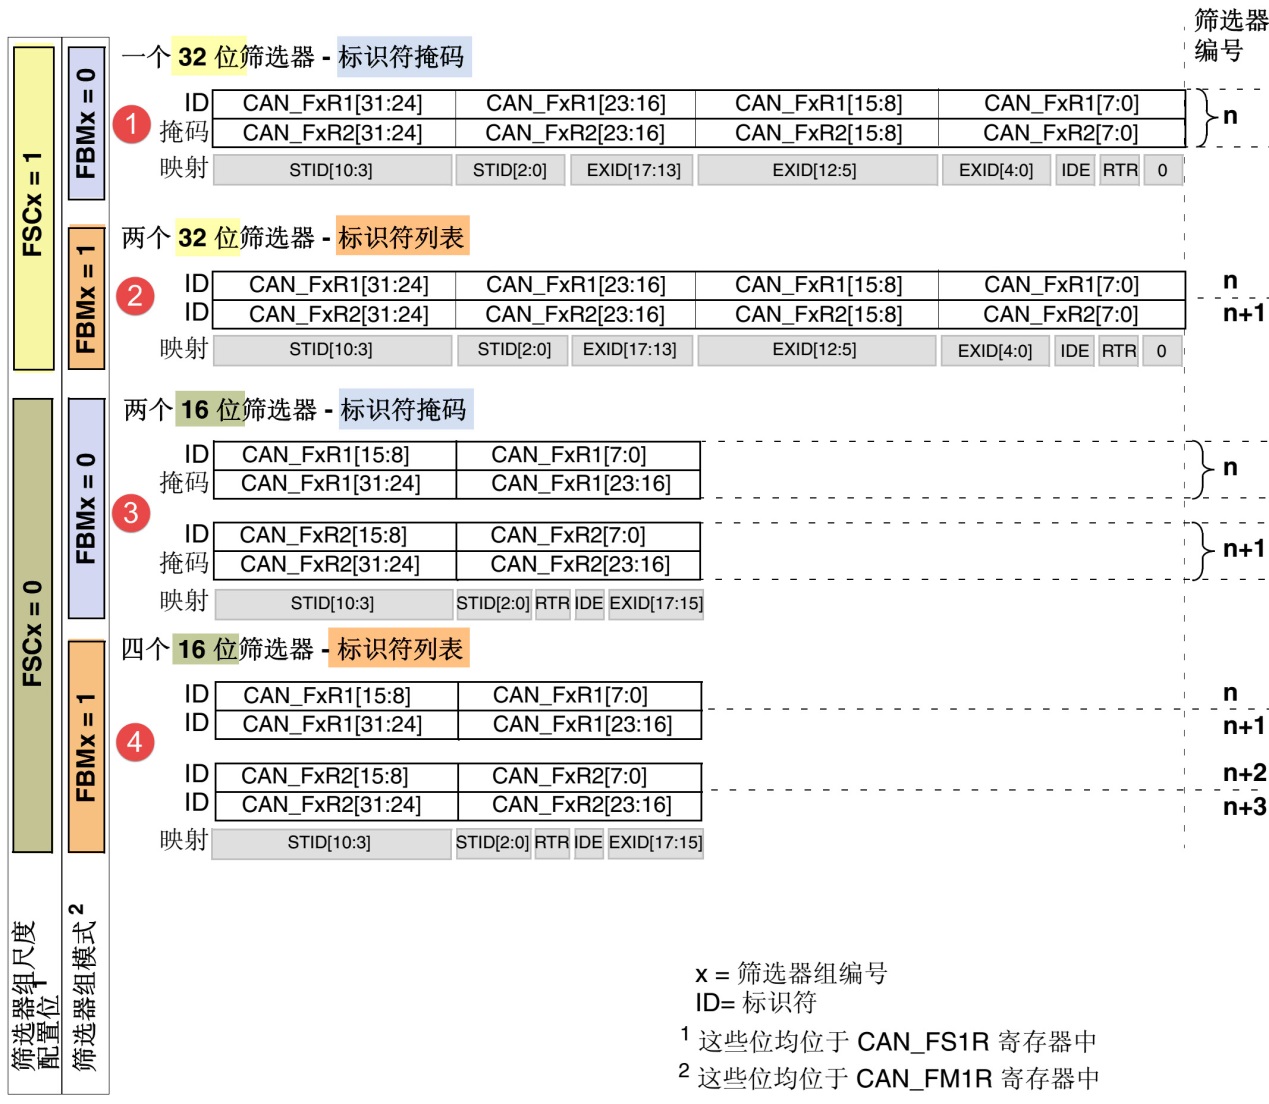 筛选器
编号
一个 32 位筛选器 - 标识符掩码
FSCx = 1
FBMx = 0
1
ID CAN_FxR1[31:24] CAN_FxR1[23:16] CAN_FxR1[15:8] CAN_FxR1[7:0] n
掩码 CAN_FxR2[31:24] CAN_FxR2[23:16] CAN_FxR2[15:8] CAN_FxR2[7:0]
映射 STID[10:3] STID[2:0] EXID[17:13] EXID[12:5] EXID[4:0] IDE RTR 0
两个 32 位筛选器 - 标识符列表
FBMx = 1
2
ID CAN_FxR1[31:24] CAN_FxR1[23:16] CAN_FxR1[15:8] CAN_FxR1[7:0] n
ID CAN_FxR2[31:24] CAN_FxR2[23:16] CAN_FxR2[15:8] CAN_FxR2[7:0] n+1
映射 STID[10:3] STID[2:0] EXID[17:13] EXID[12:5] EXID[4:0] IDE RTR 0
两个 16 位筛选器 - 标识符掩码
FSCx = 0
FBMx = 0
3
ID CAN_FxR1[15:8] CAN_FxR1[7:0] n
掩码 CAN_FxR1[31:24] CAN_FxR1[23:16]
ID CAN_FxR2[15:8] CAN_FxR2[7:0] n+1
掩码 CAN_FxR2[31:24] CAN_FxR2[23:16]
映射 STID[10:3] STID[2:0] RTR IDE EXID[17:15]
四个 16 位筛选器 - 标识符列表
FBMx = 1
4
ID CAN_FxR1[15:8] CAN_FxR1[7:0] n
ID CAN_FxR1[31:24] CAN_FxR1[23:16] n+1
ID CAN_FxR2[15:8] CAN_FxR2[7:0] n+2
ID CAN_FxR2[31:24] CAN_FxR2[23:16] n+3
映射 STID[10:3] STID[2:0] RTR IDE EXID[17:15]
筛选器组尺度
配置位 1
筛选器组模式 2
x = 筛选器组编号
ID= 标识符
1 这些位均位于 CAN_FS1R 寄存器中
2 这些位均位于 CAN_FM1R 寄存器中